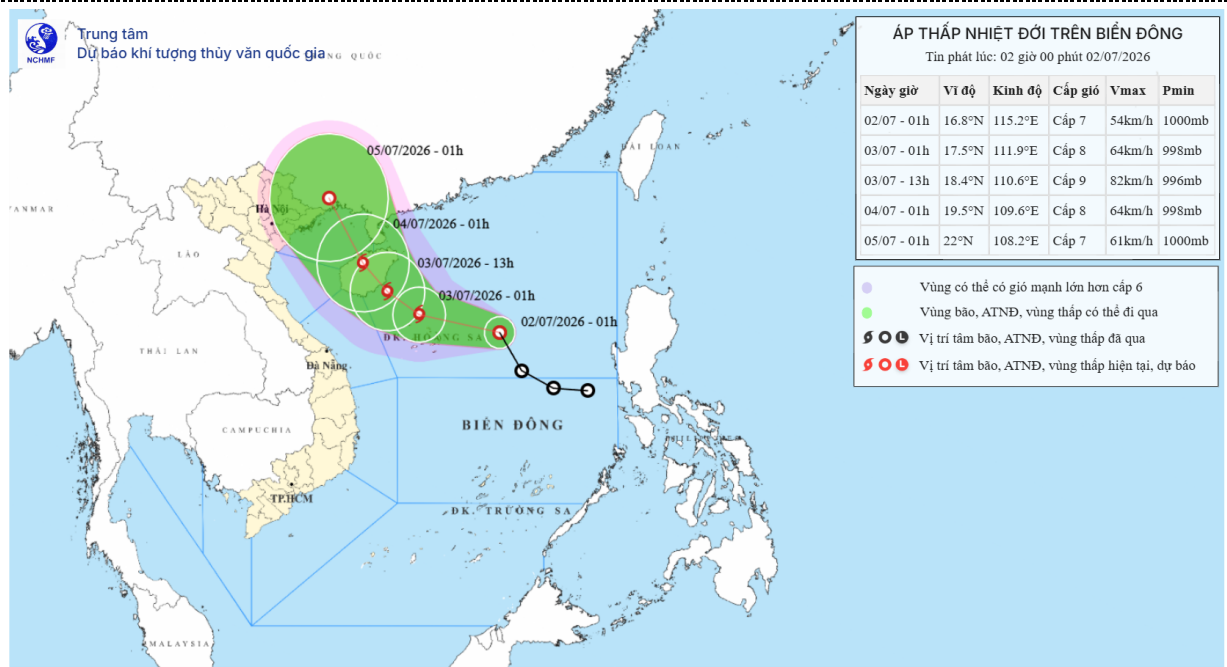 Trung tâm
Dự báo khí tượng thủy văn quốc gia
NCHMF
NG QUỐC
ÁP THẤP NHIỆT ĐỚI TRÊN BIỂN ĐÔNG
Tin phát lúc: 02 giờ 00 phút 02/07/2026
Ngày giờ Vĩ độ Kinh độ Cấp gió Vmax Pmin
02/07 - 01h 16.8°N 115.2°E Cấp 7 54km/h 1000mb
03/07 - 01h 17.5°N 111.9°E Cấp 8 64km/h 998mb
03/07 - 13h 18.4°N 110.6°E Cấp 9 82km/h 996mb
04/07 - 01h 19.5°N 109.6°E Cấp 8 64km/h 998mb
05/07 - 01h 22°N 108.2°E Cấp 7 61km/h 1000mb
Vùng có thể có gió mạnh lớn hơn cấp 6
Vùng bão, ATNĐ, vùng thấp có thể đi qua
Vị trí tâm bão, ATNĐ, vùng thấp đã qua
Vị trí tâm bão, ATNĐ, vùng thấp hiện tại, dự báo
05/07/2026 - 01h
ĐÀI LOAN
YANMAR
Hà Nội
04/07/2026 - 01h
LÀO
03/07/2026 - 13h
03/07/2026 - 01h
02/07/2026 - 01h
ĐK. HOÀNG SA
THÁI LAN
Đà Nẵng
BIỂN ĐÔNG
CAMPUCHIA
PHILIPPINES
TP.HCM
ĐK. TRƯỜNG SA
MALAYSIA